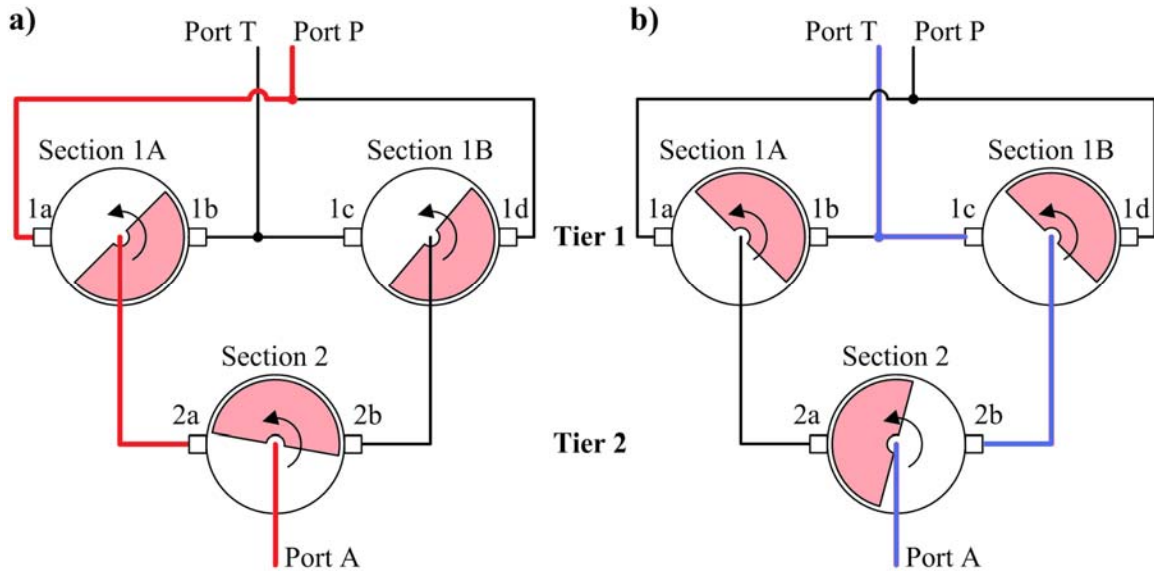 a)
Port T
Port P
Section 1A
Section 1B
1a
1b
1c
1d
Section 2
2a
2b
Port A
Tier 1
Tier 2
b)
Port T
Port P
Section 1A
Section 1B
1a
1b
1c
1d
Section 2
2a
2b
Port A